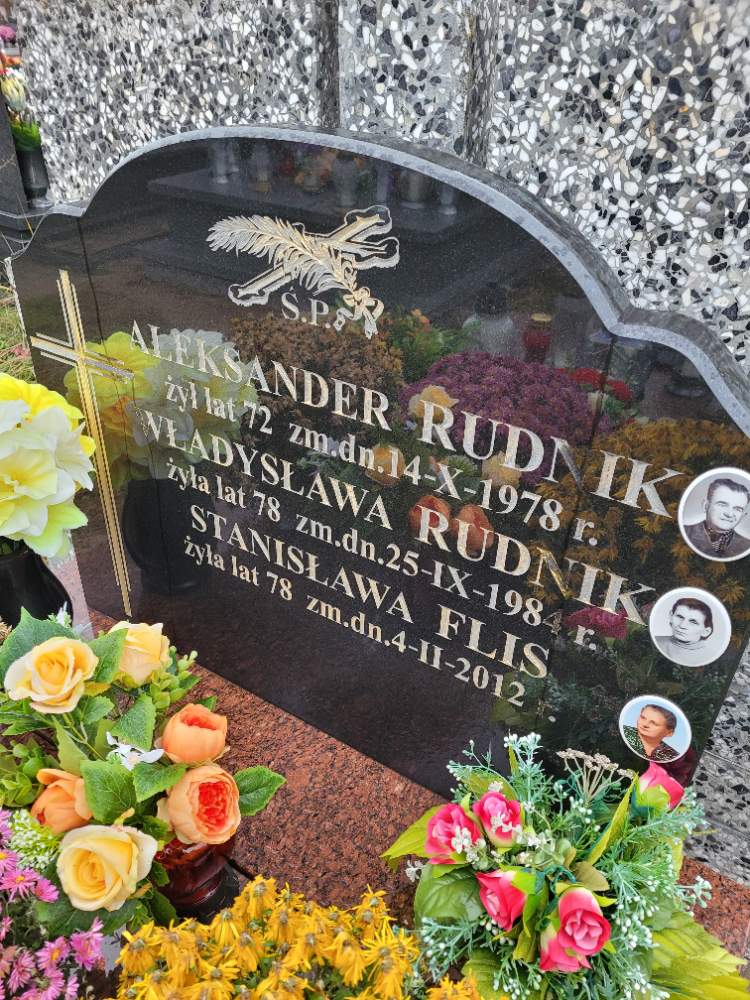 Ś.P.
ALEKSANDER RUDNIK
żył lat 72 zm.dn.14-X-1978 r.
WŁADYSŁAWA RUDNIK
żyła lat 78 zm.dn.25-IX-1984 r.
STANISŁAWA FLIS
żyła lat 78 zm.dn.4-II-2012 r.